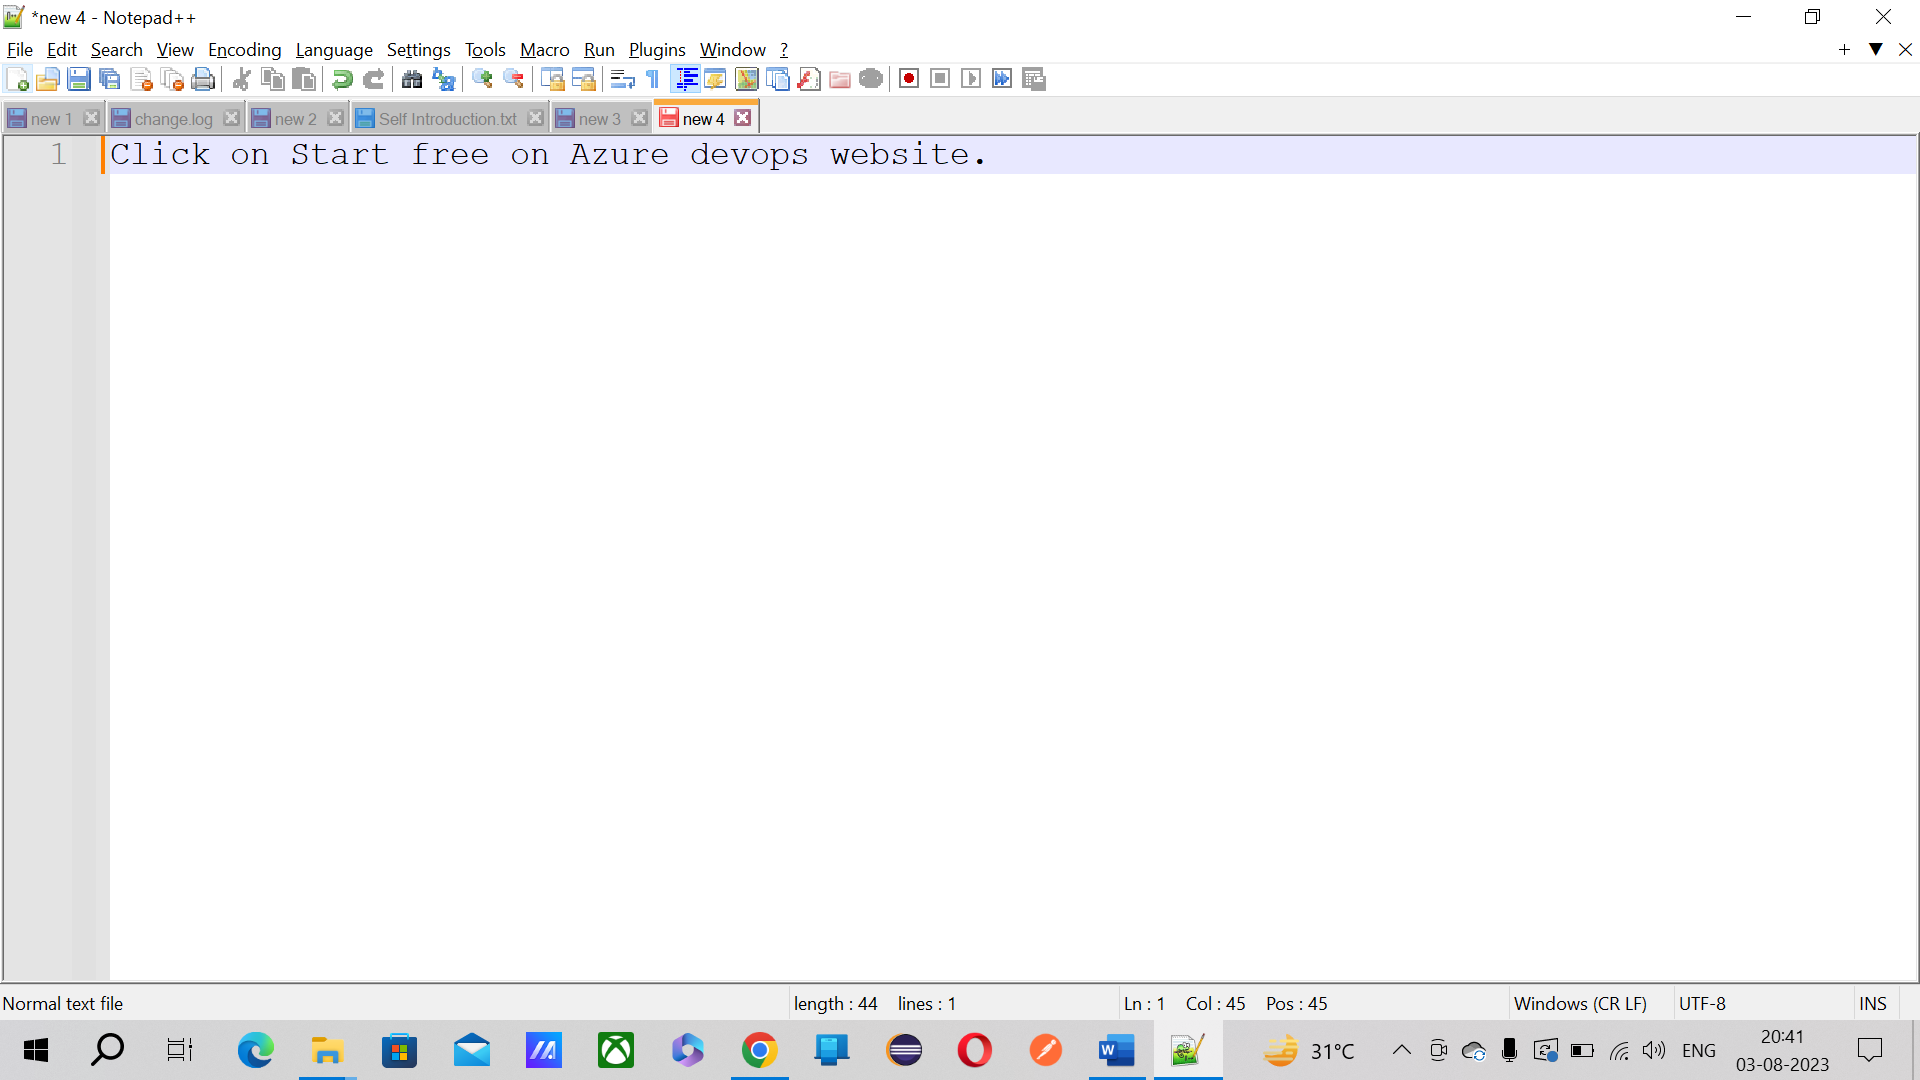 *new 4 - Notepad++
File Edit Search View Encoding Language Settings Tools Macro Run Plugins Window ?
new 1 change.log new 2 Self Introduction.txt new 3 new 4
1 Click on Start free on Azure devops website.
Normal text file length : 44 lines : 1 Ln : 1 Col : 45 Pos : 45 Windows (CR LF) UTF-8 INS
31°C ENG 20:41
03-08-2023